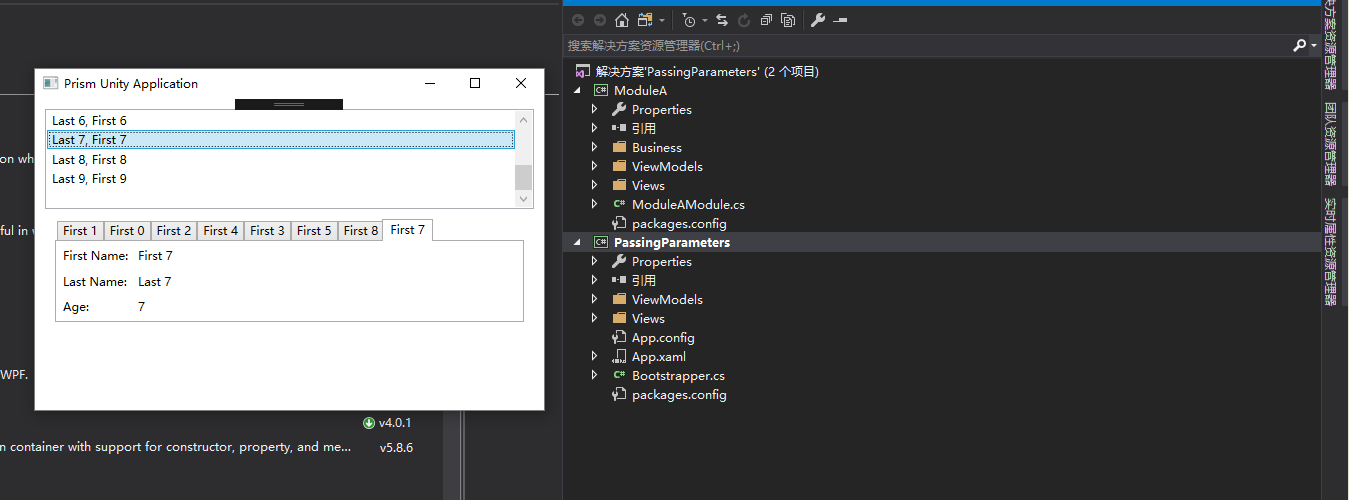 Prism Unity Application
Last 6, First 6
Last 7, First 7
Last 8, First 8
Last 9, First 9
First 1 First 0 First 2 First 4 First 3 First 5 First 8 First 7
First Name: First 7
Last Name: Last 7
Age: 7
on wh
ful in w
WPF.
v4.0.1
n container with support for constructor, property, and me... v5.8.6
搜索解决方案资源管理器(Ctrl+;)
解决方案'PassingParameters' (2 个项目)
ModuleA
Properties
引用
Business
ViewModels
Views
ModuleAModule.cs
packages.config
PassingParameters
Properties
引用
ViewModels
Views
App.config
App.xaml
Bootstrapper.cs
packages.config
决方案资源管理器
团队资源管理器
实时属性资源管理器